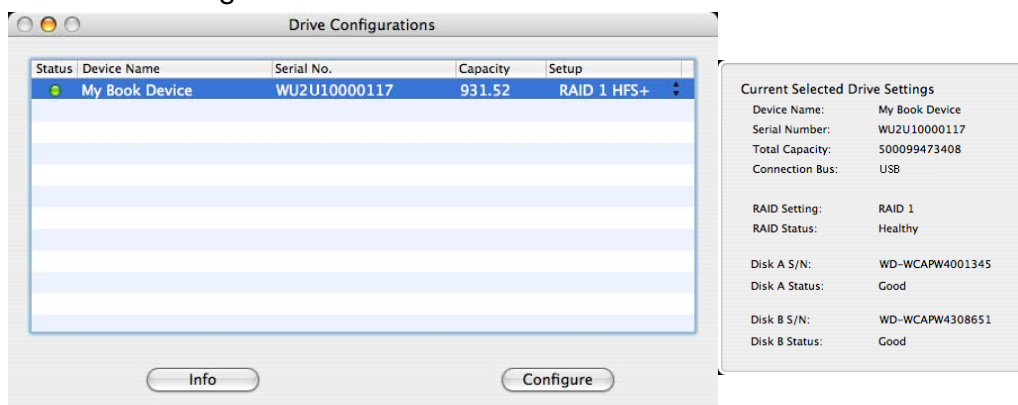 Drive Configurations
Status Device Name Serial No. Capacity Setup
My Book Device WU2U10000117 931.52 RAID 1 HFS+
Info Configure
Current Selected Drive Settings
Device Name: My Book Device
Serial Number: WU2U10000117
Total Capacity: 500099473408
Connection Bus: USB
RAID Setting: RAID 1
RAID Status: Healthy
Disk A S/N: WD-WCAPW4001345
Disk A Status: Good
Disk B S/N: WD-WCAPW4308651
Disk B Status: Good